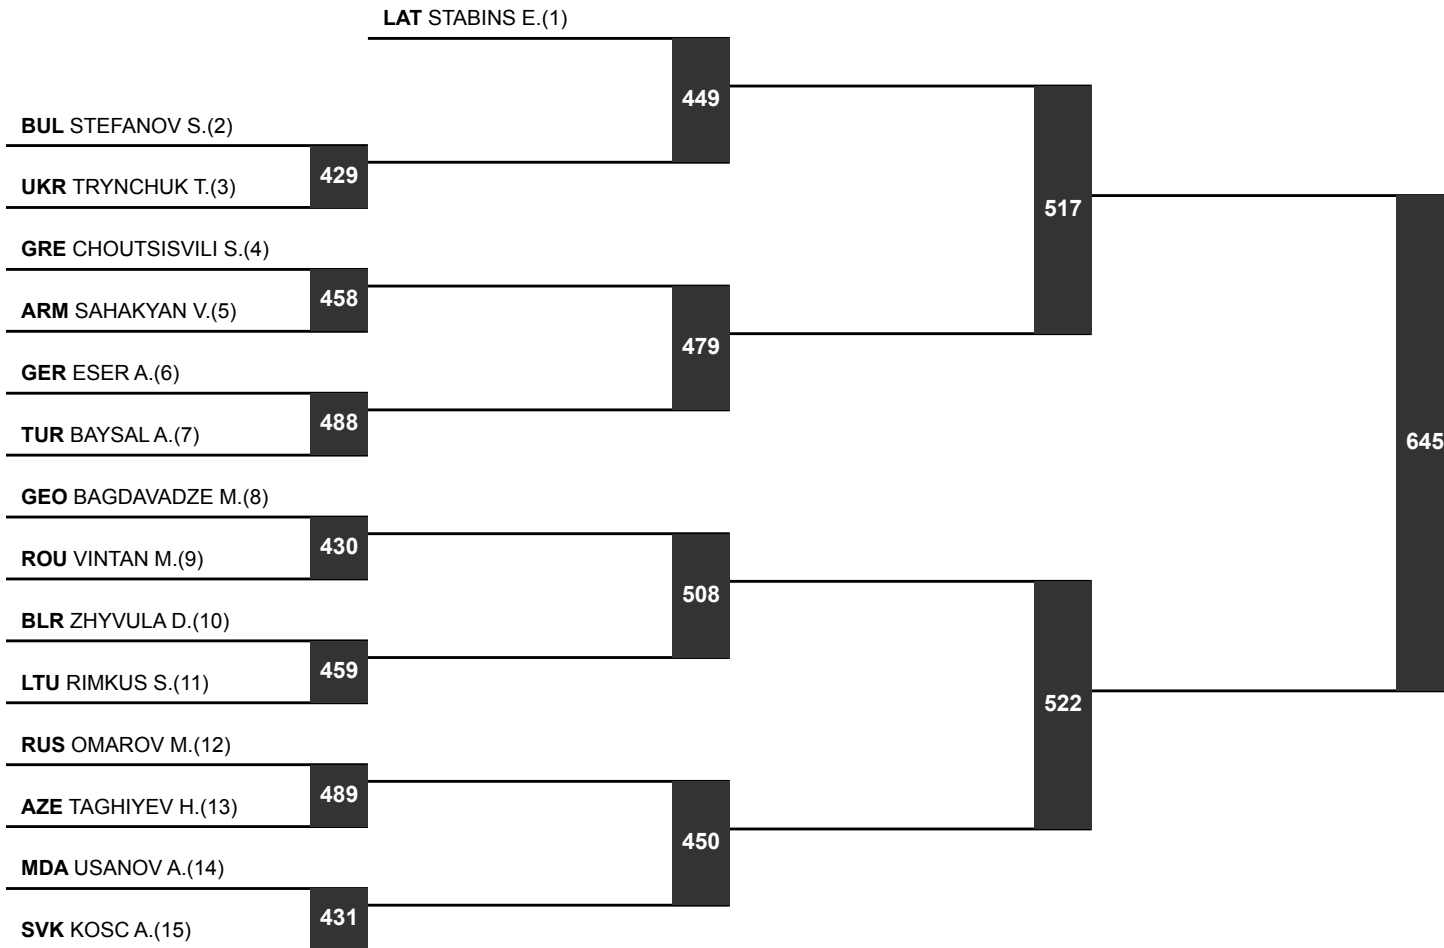 LAT STABINS E.(1)
449
BUL STEFANOV S.(2)
429
UKR TRYNCHUK T.(3)
517
GRE CHOUTSISVILI S.(4)
458
ARM SAHAKYAN V.(5)
479
GER ESER A.(6)
488
TUR BAYSAL A.(7)
645
GEO BAGDAVADZE M.(8)
430
ROU VINTAN M.(9)
508
BLR ZHYVULA D.(10)
459
LTU RIMKUS S.(11)
522
RUS OMAROV M.(12)
489
AZE TAGHIYEV H.(13)
450
MDA USANOV A.(14)
431
SVK KOSC A.(15)